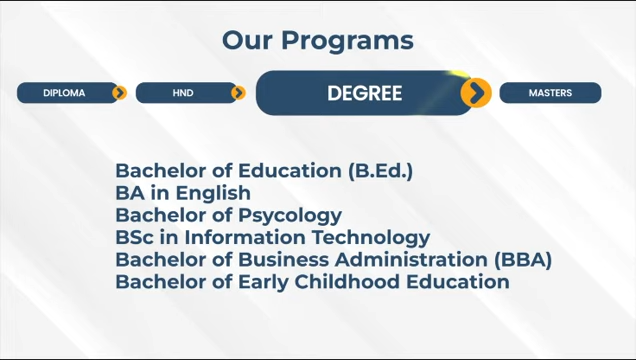 Our Programs
DIPLOMA
HND
DEGREE
MASTERS
Bachelor of Education (B.Ed.)
BA in English
Bachelor of Psycology
BSc in Information Technology
Bachelor of Business Administration (BBA)
Bachelor of Early Childhood Education